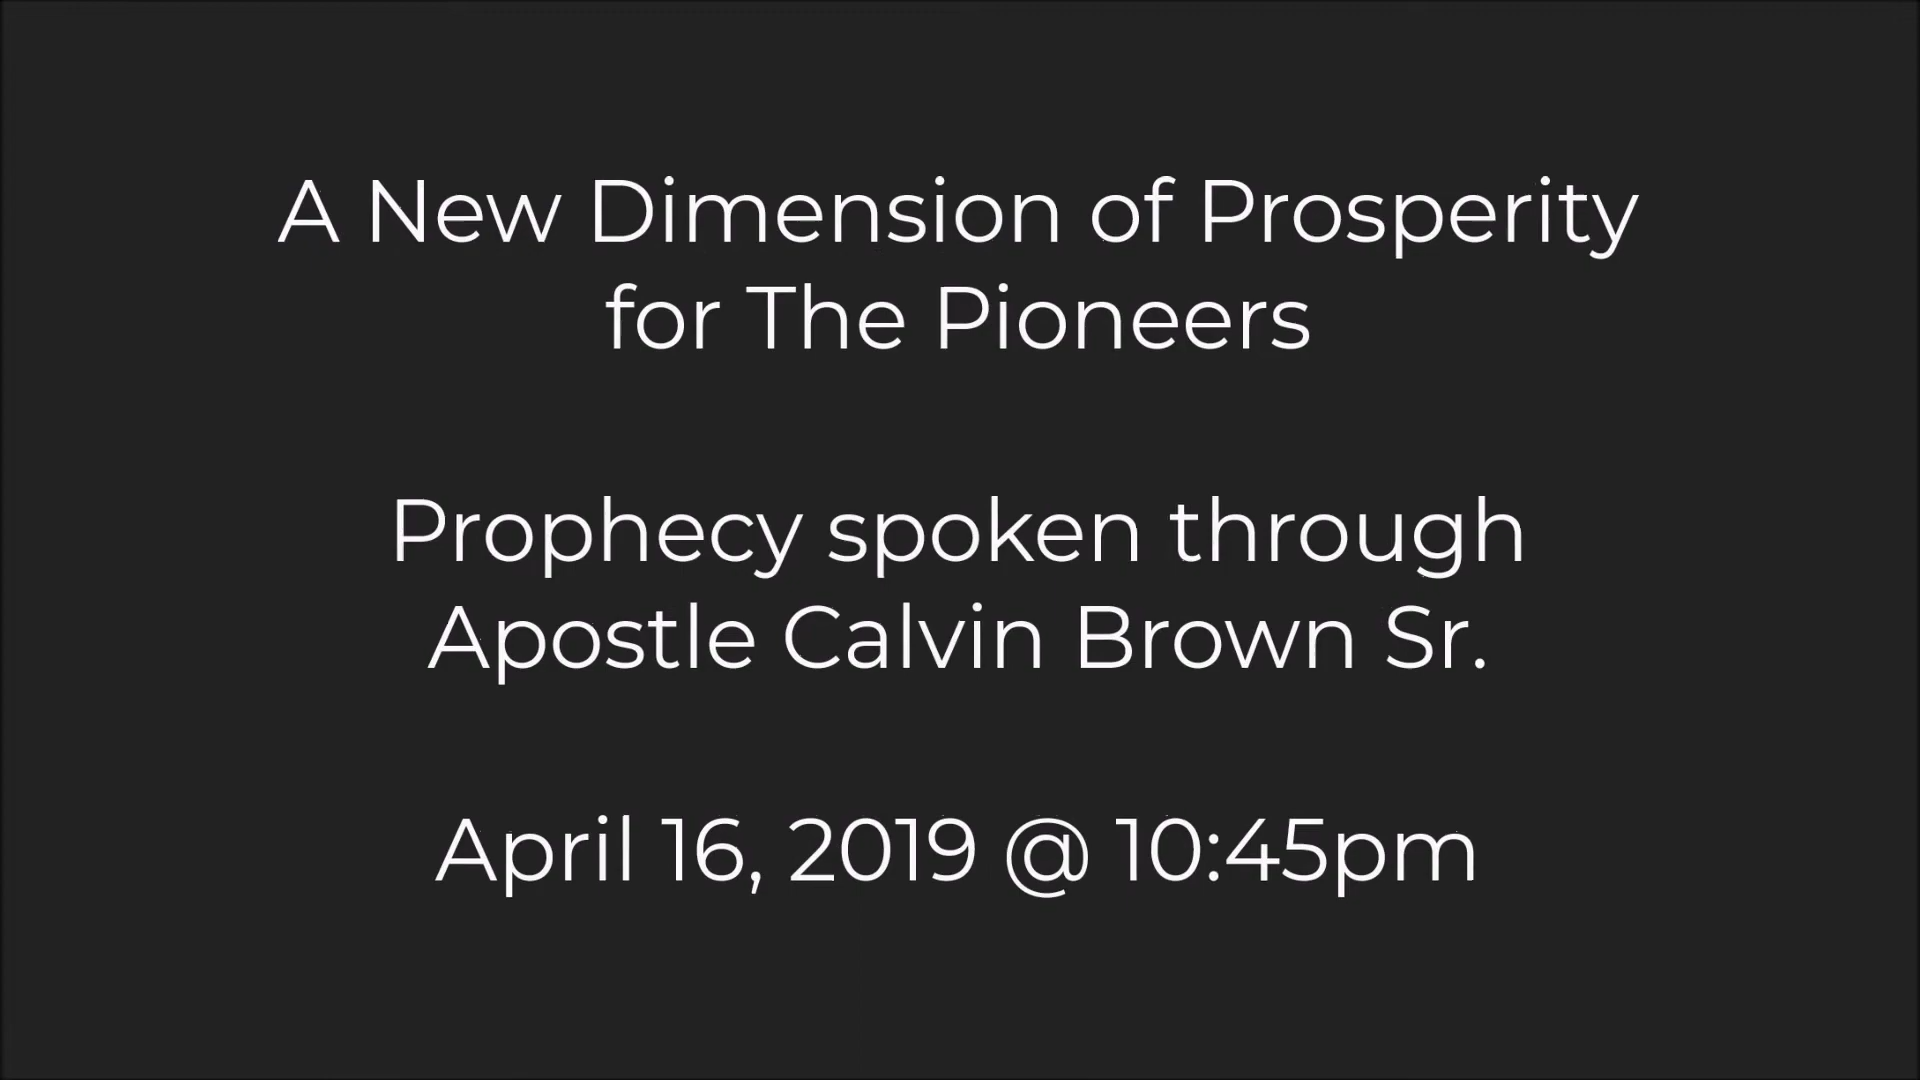 A New Dimension of Prosperity
for The Pioneers
Prophecy spoken through
Apostle Calvin Brown Sr.
April 16, 2019 @ 10:45pm